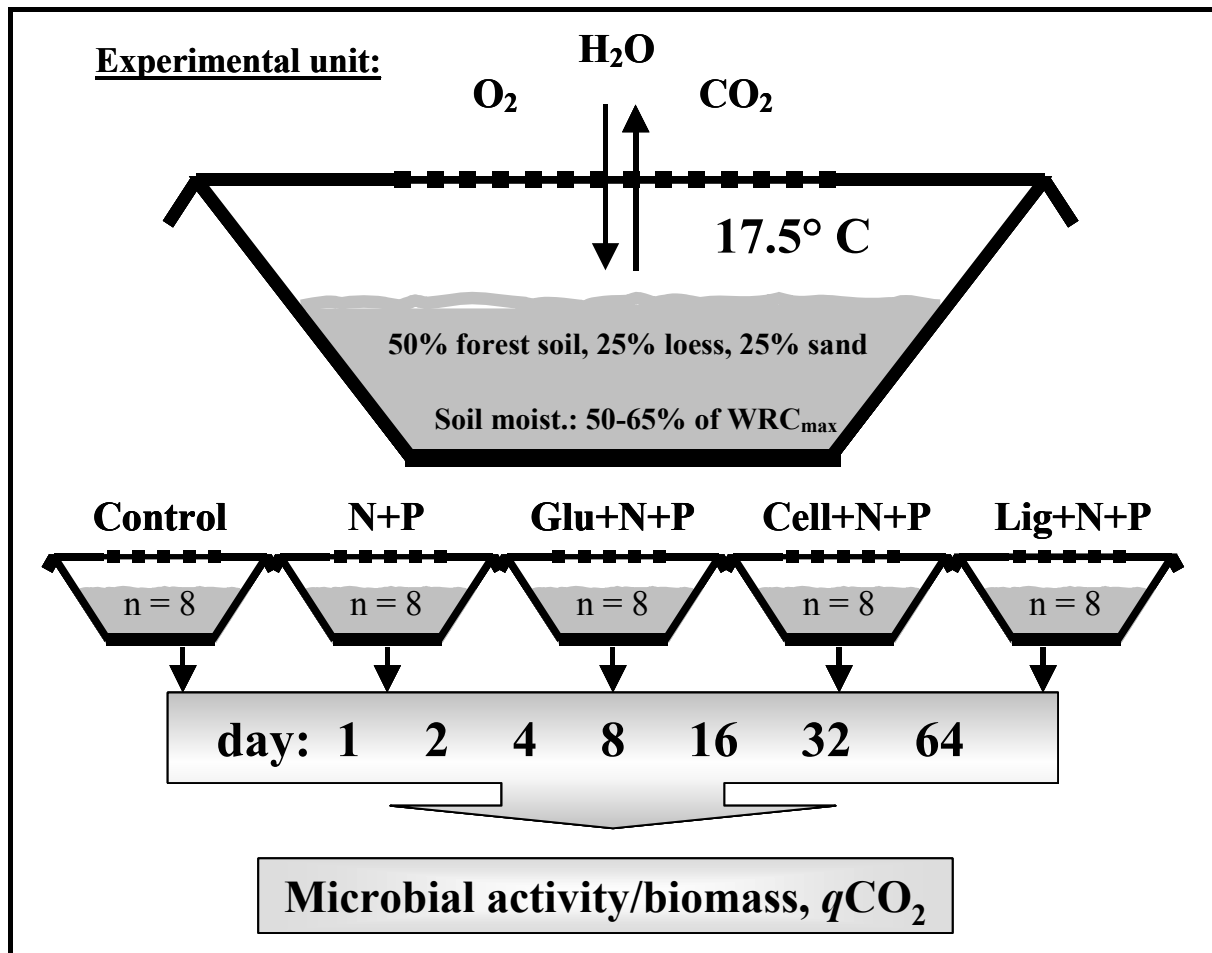 Experimental unit:
H₂O
O₂ CO₂
17.5° C
50% forest soil, 25% loess, 25% sand
Soil moist.: 50-65% of WRCmax
Control N+P Glu+N+P Cell+N+P Lig+N+P
n = 8 n = 8 n = 8 n = 8 n = 8
day: 1 2 4 8 16 32 64
Microbial activity/biomass, qCO₂